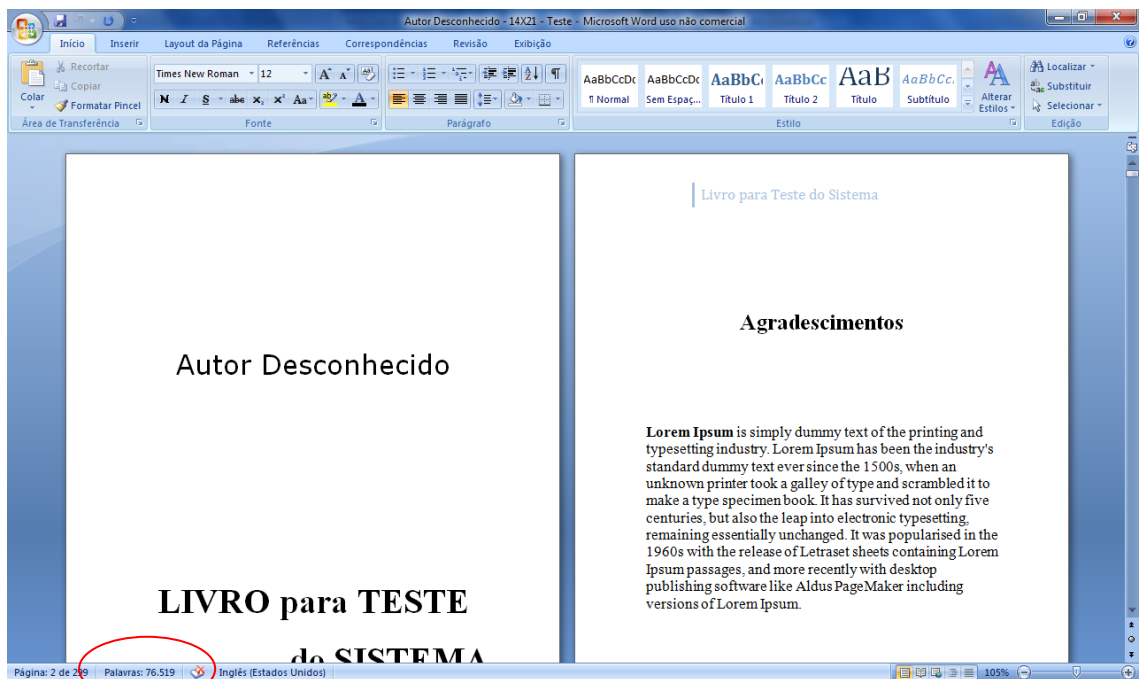 Autor Desconhecido - 14X21 - Teste - Microsoft Word uso não comercial
Início Inserir Layout da Página Referências Correspondências Revisão Exibição
Colar
Recortar
Copiar
Formatar Pincel
Área de Transferência
Times New Roman 12
N I S abe X₂ X² Aa
Fonte
Parágrafo
AaBbCcDc AaBbCcDc AaBbC AaBbCc AaB AaBbCc.
¶ Normal Sem Espaç... Título 1 Título 2 Título Subtítulo
Alterar
Estilos
Estilo
Localizar
Substituir
Selecionar
Edição
Autor Desconhecido
LIVRO para TESTE
do SISTEMA
Livro para Teste do Sistema
Agradescimentos
Lorem Ipsum is simply dummy text of the printing and
typesetting industry. Lorem Ipsum has been the industry's
standard dummy text ever since the 1500s, when an
unknown printer took a galley of type and scrambled it to
make a type specimen book. It has survived not only five
centuries, but also the leap into electronic typesetting,
remaining essentially unchanged. It was popularised in the
1960s with the release of Letraset sheets containing Lorem
Ipsum passages, and more recently with desktop
publishing software like Aldus PageMaker including
versions of Lorem Ipsum.
Página: 2 de 299 Palavras: 76.519 Inglês (Estados Unidos) 105%